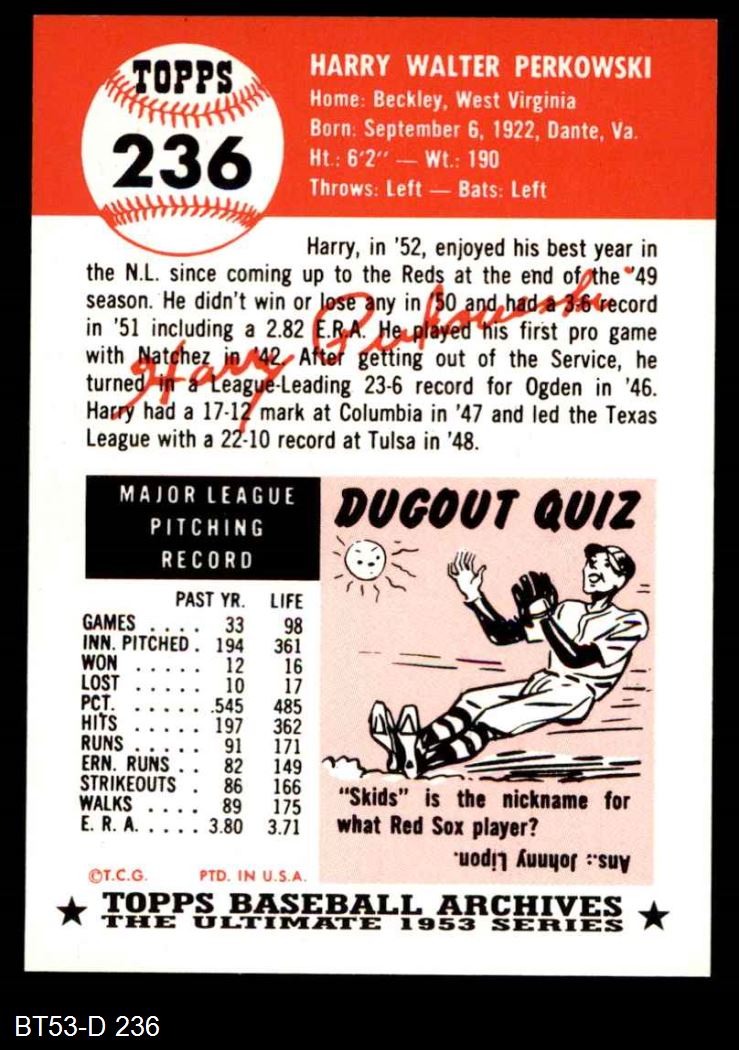 TOPPS
236
HARRY WALTER PERKOWSKI
Home: Beckley, West Virginia
Born: September 6, 1922, Dante, Va.
Ht.: 6'2" — Wt.: 190
Throws: Left — Bats: Left
Harry, in '52, enjoyed his best year in
the N.L. since coming up to the Reds at the end of the '49
season. He didn't win or lose any in '50 and had a 3-6 record
in '51 including a 2.82 E.R.A. He played his first pro game
with Natchez in '42. After getting out of the Service, he
turned in a League-Leading 23-6 record for Ogden in '46.
Harry had a 17-12 mark at Columbia in '47 and led the Texas
League with a 22-10 record at Tulsa in '48.
Harry Perkowski
MAJOR LEAGUE
PITCHING
RECORD
PAST YR. LIFE
GAMES . . . . 33 98
INN. PITCHED . 194 361
WON . . . . . 12 16
LOST . . . . . 10 17
PCT. . . . . . .545 485
HITS . . . . . 197 362
RUNS . . . . . 91 171
ERN. RUNS . . 82 149
STRIKEOUTS . 86 166
WALKS . . . . 89 175
E. R. A. . . . . . 3.80 3.71
DUGOUT QUIZ
"Skids" is the nickname for
what Red Sox player?
Ans.: Johnny Lipon.
©T.C.G. PTD. IN U.S.A.
TOPPS BASEBALL ARCHIVES
THE ULTIMATE 1953 SERIES
BT53-D 236